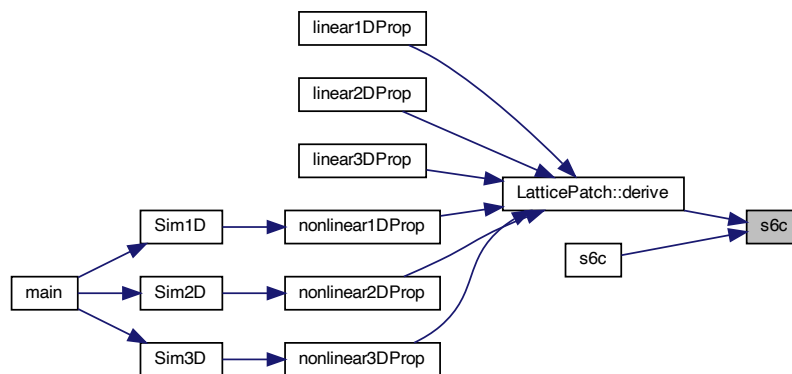 linear1DProp
linear2DProp
linear3DProp
LatticePatch::derive
Sim1D
nonlinear1DProp
s6c
s6c
main
Sim2D
nonlinear2DProp
Sim3D
nonlinear3DProp